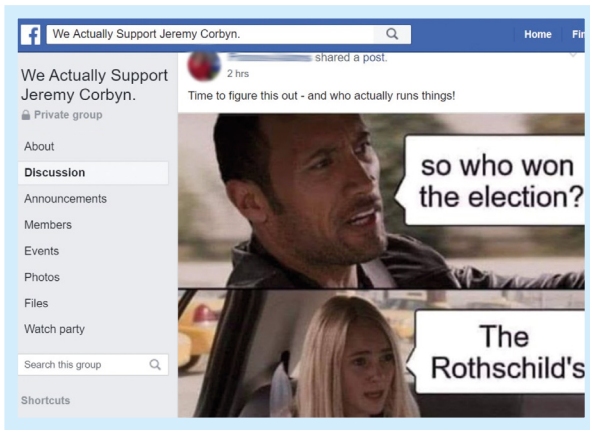 We Actually Support Jeremy Corbyn.
Home
We Actually Support
Jeremy Corbyn.
Private group
About
Discussion
Announcements
Members
Events
Photos
Files
Watch party
Search this group
Shortcuts
shared a post.
2 hrs
Time to figure this out - and who actually runs things!
so who won
the election?
The
Rothschild's